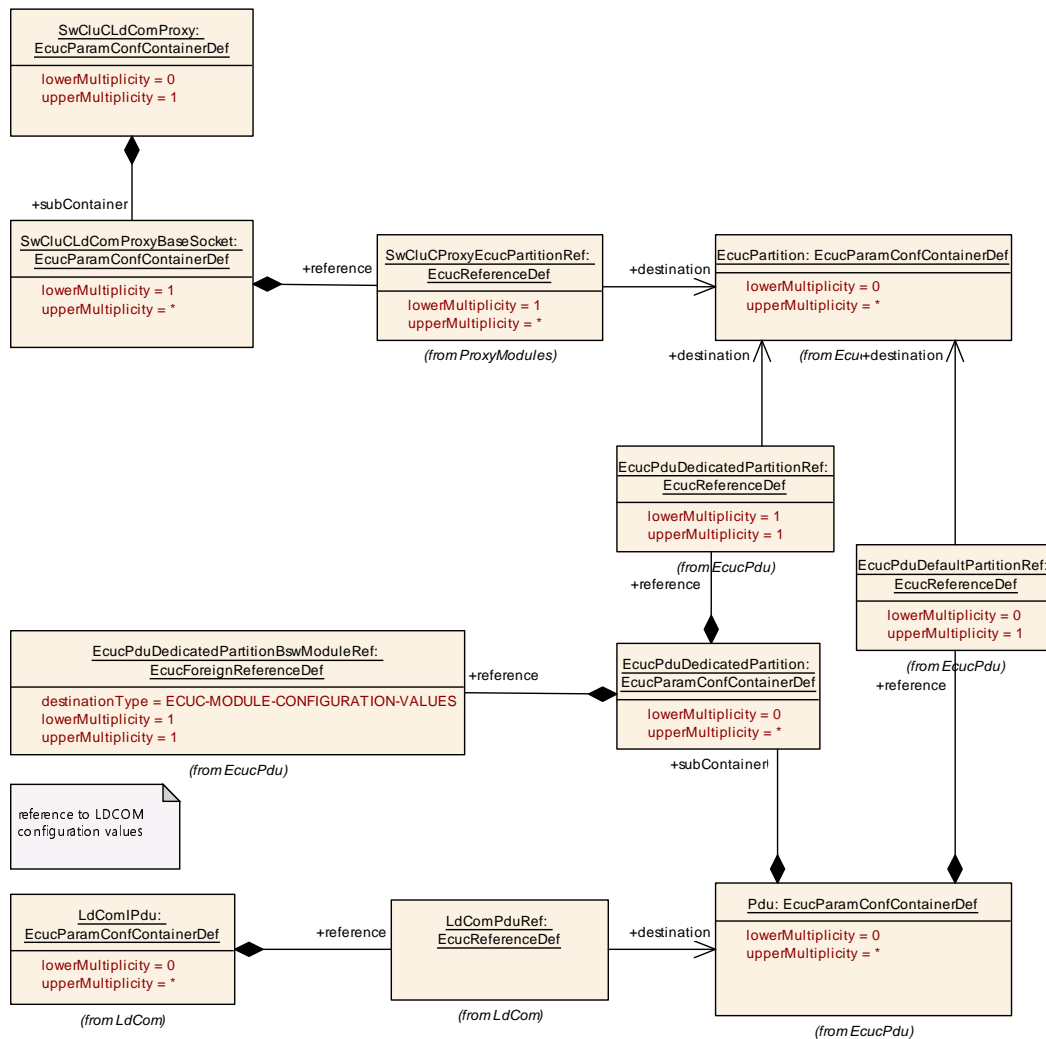 SwCluCLdComProxy:
EcucParamConfContainerDef
lowerMultiplicity = 0
upperMultiplicity = 1
+subContainer
SwCluCLdComProxyBaseSocket:
EcucParamConfContainerDef
lowerMultiplicity = 1
upperMultiplicity = *
+reference
SwCluCProxyEcucPartitionRef:
EcucReferenceDef
lowerMultiplicity = 1
upperMultiplicity = *
(from ProxyModules)
+destination
EcucPartition: EcucParamConfContainerDef
lowerMultiplicity = 0
upperMultiplicity = *
(from Ecu
+destination
+destination
EcucPduDedicatedPartitionRef:
EcucReferenceDef
lowerMultiplicity = 1
upperMultiplicity = 1
(from EcucPdu)
+reference
EcucPduDefaultPartitionRef:
EcucReferenceDef
lowerMultiplicity = 0
upperMultiplicity = 1
(from EcucPdu)
+reference
EcucPduDedicatedPartitionBswModuleRef:
EcucForeignReferenceDef
destinationType = ECUC-MODULE-CONFIGURATION-VALUES
lowerMultiplicity = 1
upperMultiplicity = 1
(from EcucPdu)
+reference
EcucPduDedicatedPartition:
EcucParamConfContainerDef
lowerMultiplicity = 0
upperMultiplicity = *
+subContainer
reference to LDCOM
configuration values
LdComIPdu:
EcucParamConfContainerDef
lowerMultiplicity = 0
upperMultiplicity = *
(from LdCom)
+reference
LdComPduRef:
EcucReferenceDef
(from LdCom)
+destination
Pdu: EcucParamConfContainerDef
lowerMultiplicity = 0
upperMultiplicity = *
(from EcucPdu)